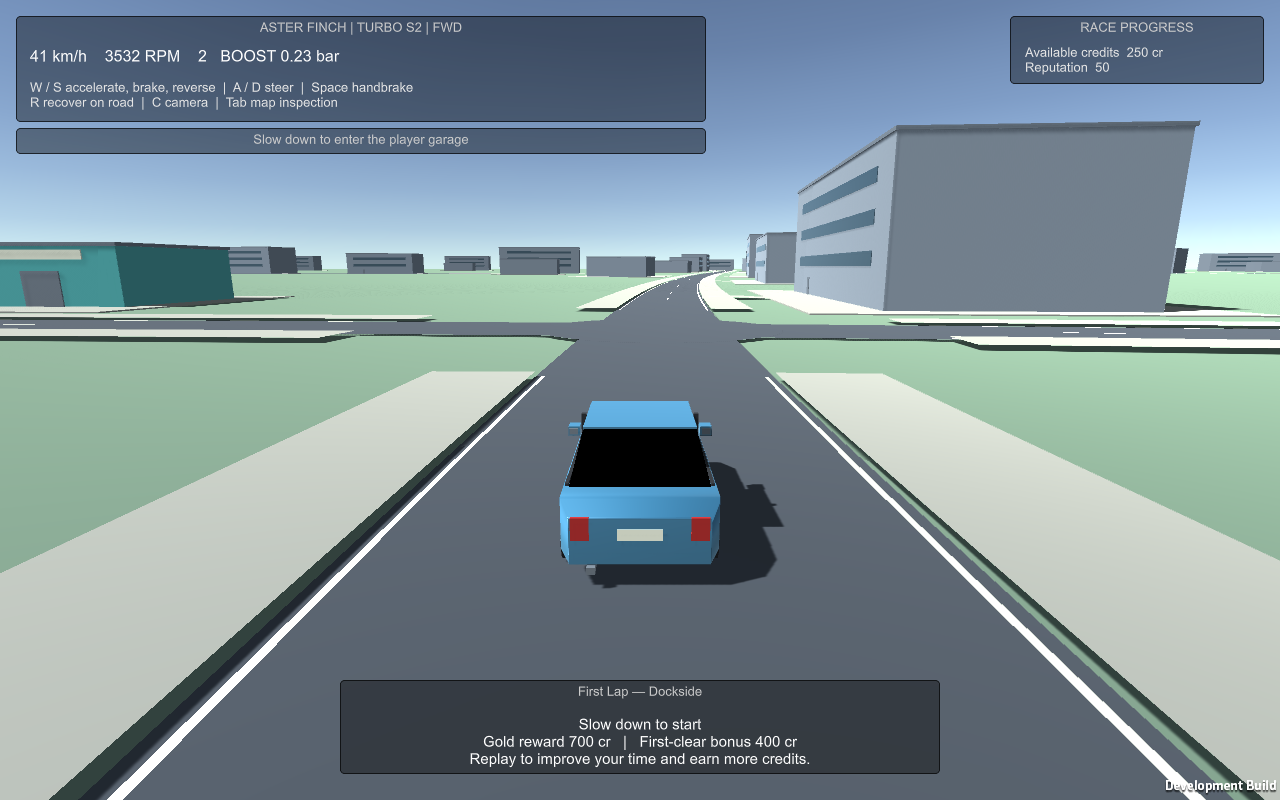 ASTER FINCH | TURBO S2 | FWD
41 km/h 3532 RPM 2 BOOST 0.23 bar
W / S accelerate, brake, reverse | A / D steer | Space handbrake
R recover on road | C camera | Tab map inspection
Slow down to enter the player garage
RACE PROGRESS
Available credits 250 cr
Reputation 50
First Lap — Dockside
Slow down to start
Gold reward 700 cr | First-clear bonus 400 cr
Replay to improve your time and earn more credits.
Development Build